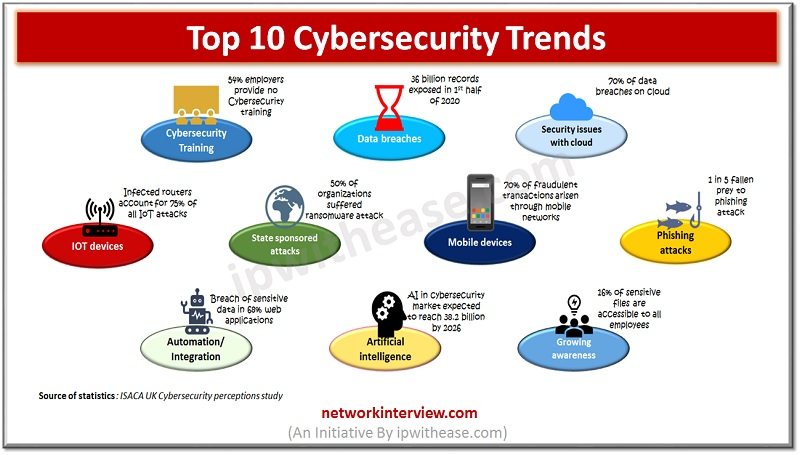 Top 10 Cybersecurity Trends
54% employers
provide no
Cybersecurity
training
Cybersecurity
Training
36 billion records
exposed in 1st half
of 2020
Data breaches
70% of data
breaches on Cloud
Security issues
with cloud
Infected routers
account for 75% of
all IoT attacks
IOT devices
50% of
organizations
suffered
ransomware attack
State sponsored
attacks
70% of fraudulent
transactions arisen
through mobile
networks
Mobile devices
1 in 5 fallen
prey to
phishing
attack
Phishing
attacks
Breach of sensitive
data in 68% web
applications
Automation/
Integration
AI in cybersecurity
market expected
to reach 38.2 billion
by 2026
Artificial
intelligence
16% of sensitive
files are
accessible to all
employees
Growing
awareness
ipwithease.com
Source of statistics : ISACA UK Cybersecurity perceptions study
networkinterview.com
(An Initiative By ipwithease.com)